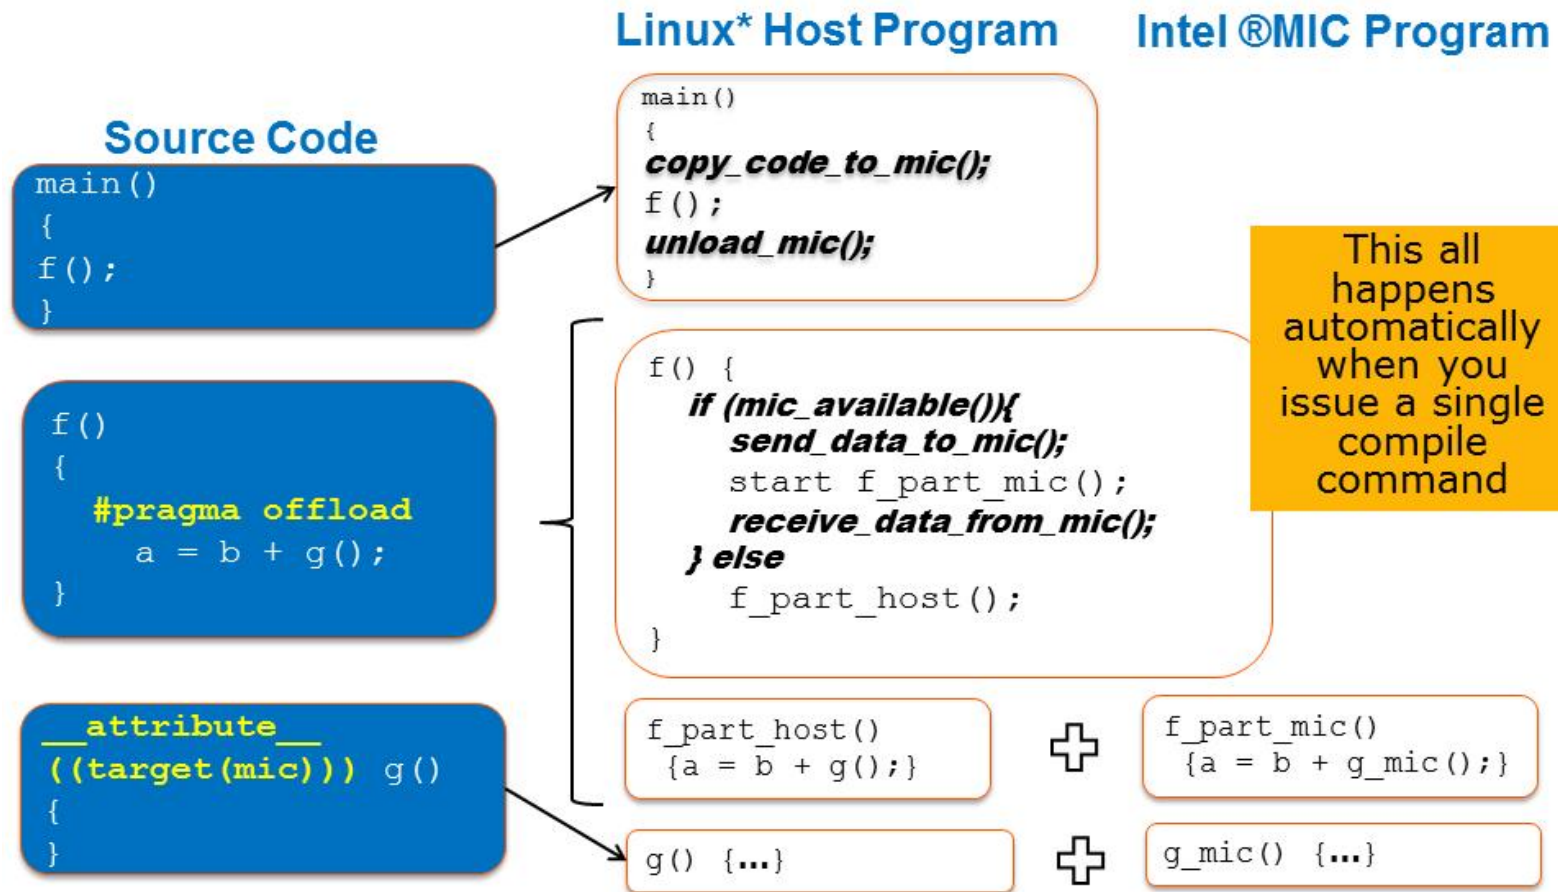 Linux* Host Program
Intel ®MIC Program
Source Code
main()
{
f();
}
main()
{
copy_code_to_mic();
f();
unload_mic();
}
This all
happens
automatically
when you
issue a single
compile
command
f()
{
#pragma offload
a = b + g();
}
f() {
if (mic_available()){
send_data_to_mic();
start f_part_mic();
receive_data_from_mic();
} else
f_part_host();
}
__attribute__
((target(mic))) g()
{
}
f_part_host()
{a = b + g();}
f_part_mic()
{a = b + g_mic();}
g() {...}
g_mic() {...}